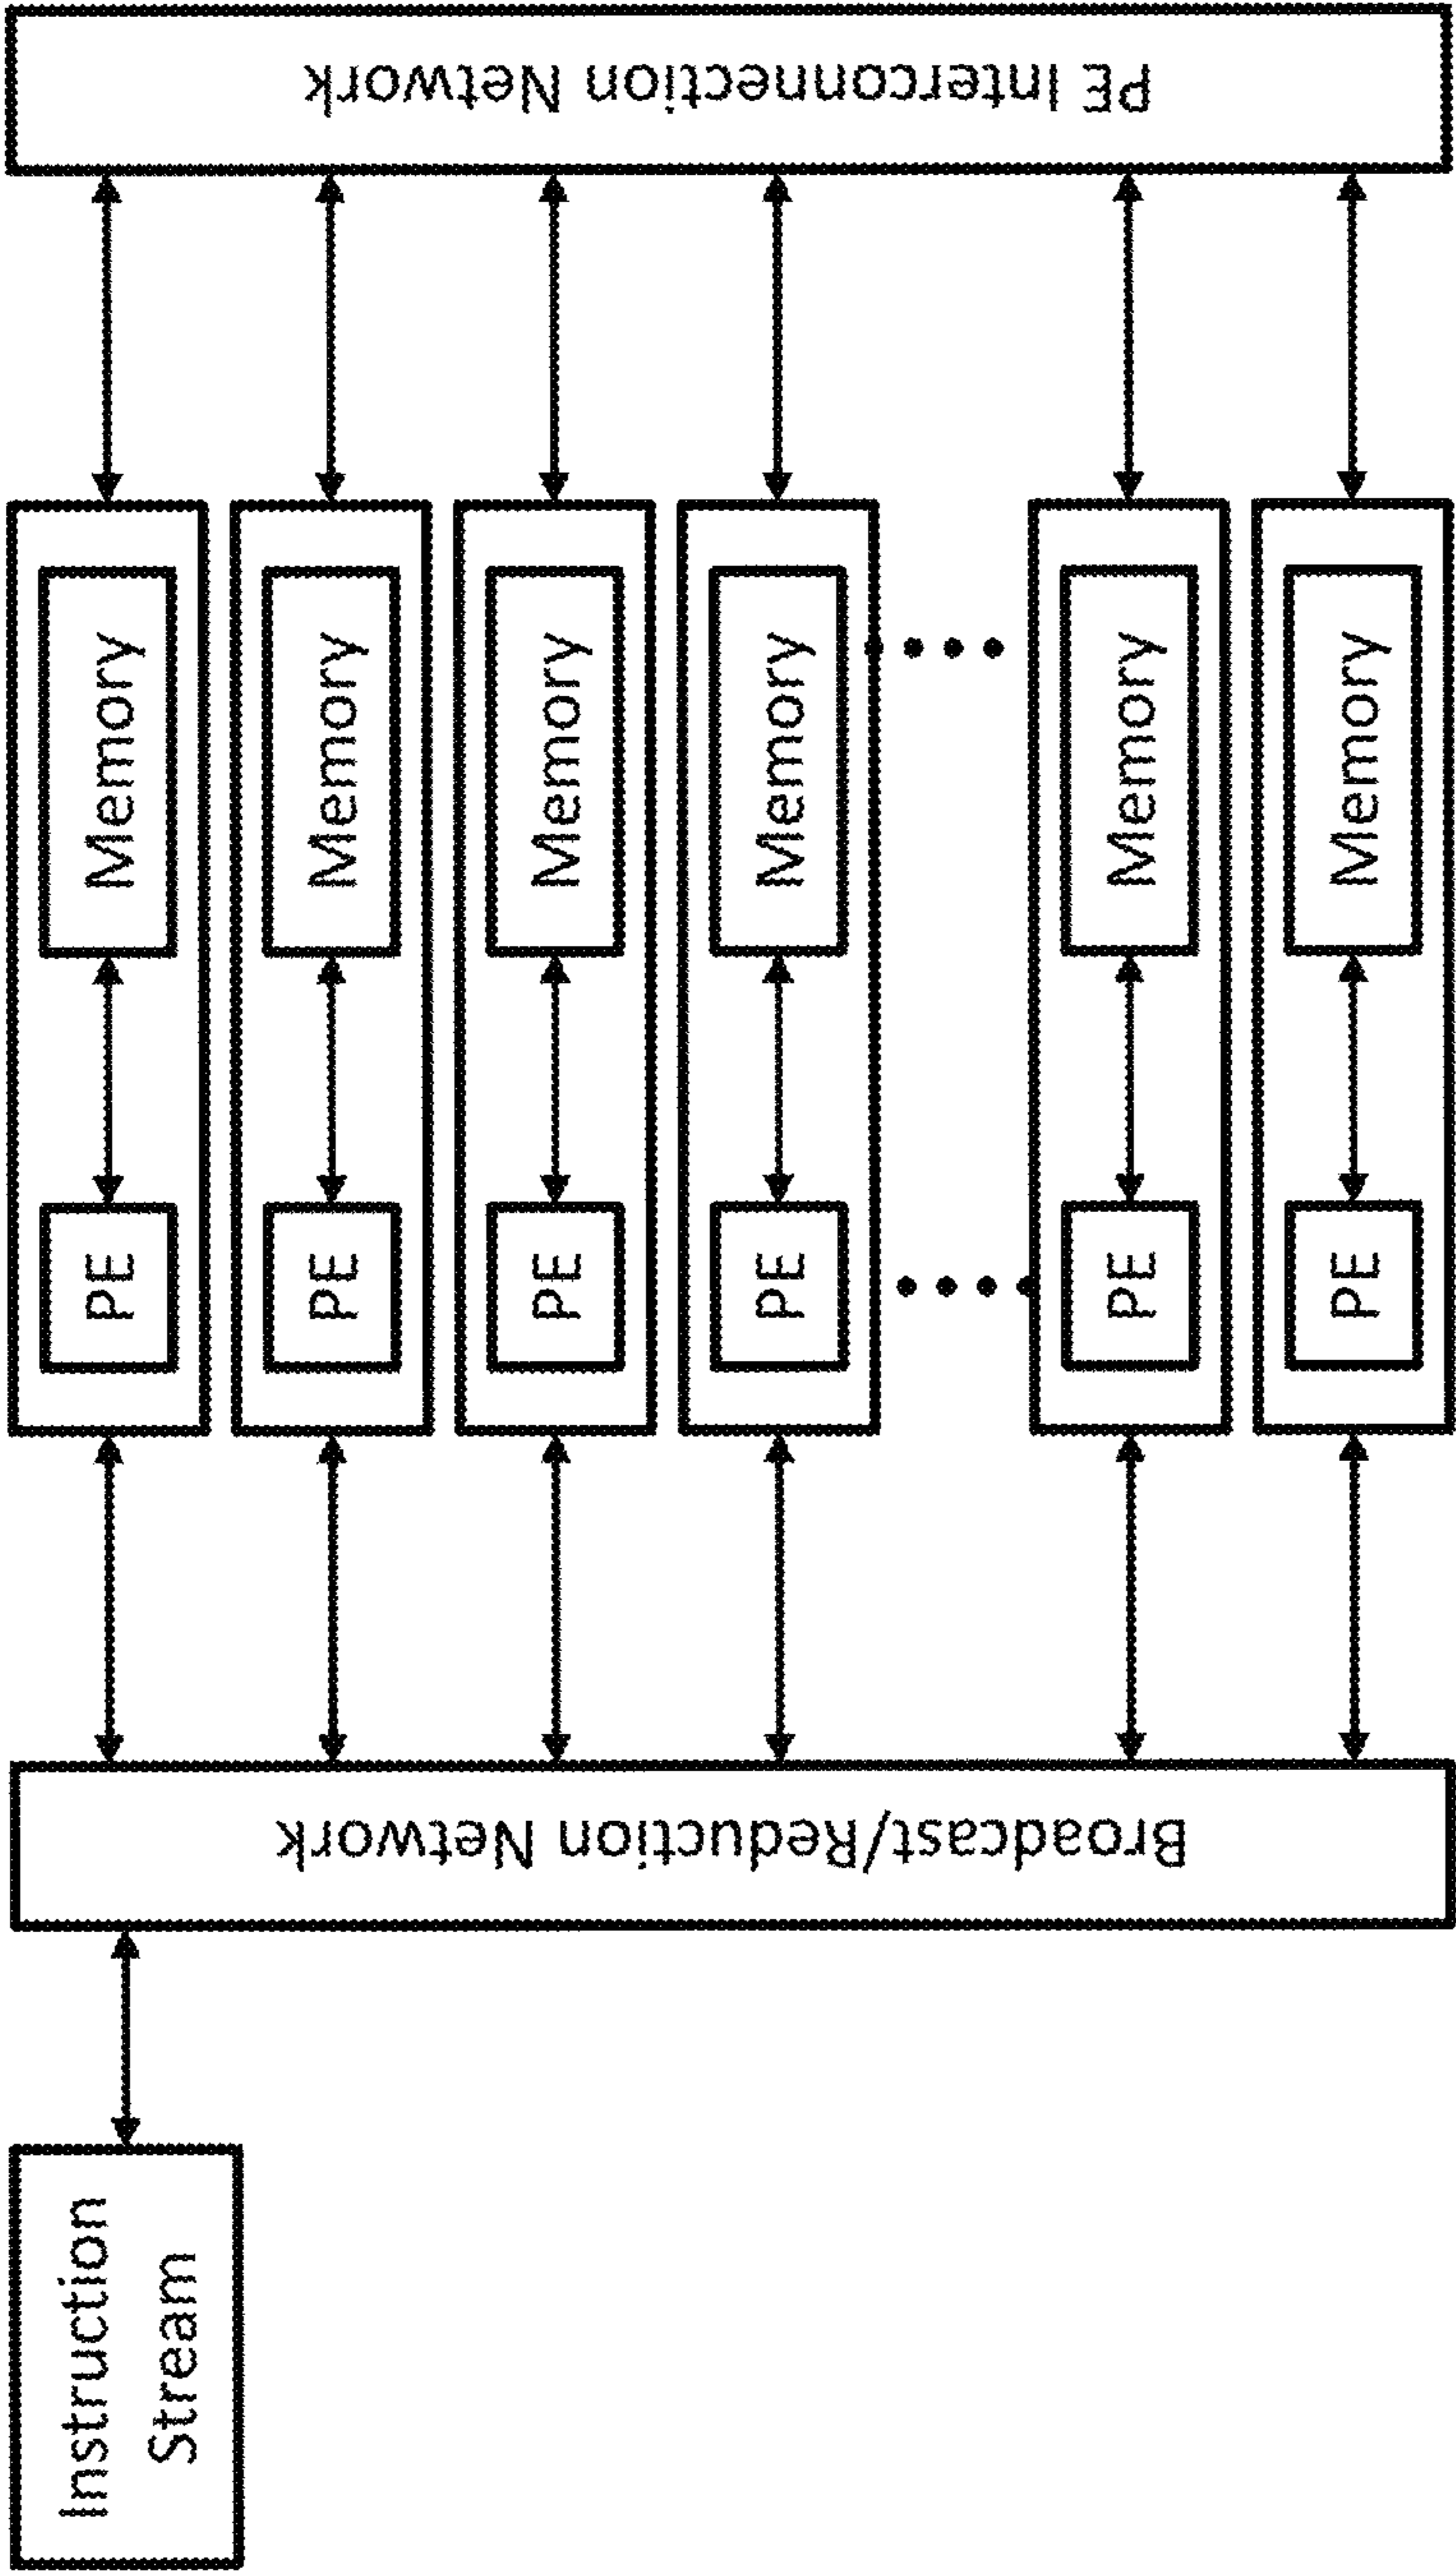 Instruction
Stream
Broadcast/Reduction Network
PE
Memory
PE
Memory
PE
Memory
PE
Memory
PE
Memory
PE
Memory
PE Interconnection Network